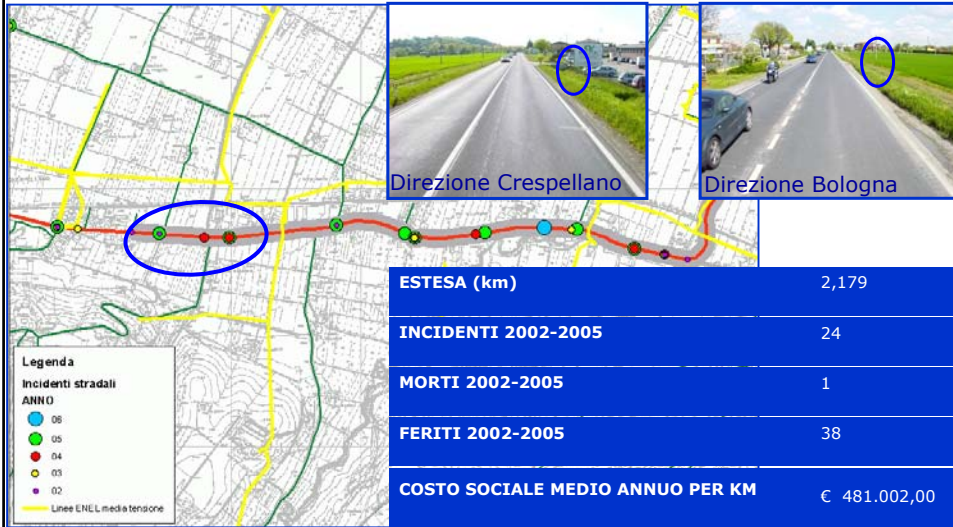 Direzione Crespellano
Direzione Bologna
ESTESA (km) 2,179
INCIDENTI 2002-2005 24
MORTI 2002-2005 1
FERITI 2002-2005 38
COSTO SOCIALE MEDIO ANNUO PER KM € 481.002,00
Legenda
Incidenti stradali
ANNO
06
05
04
03
02
Linee ENEL media tensione